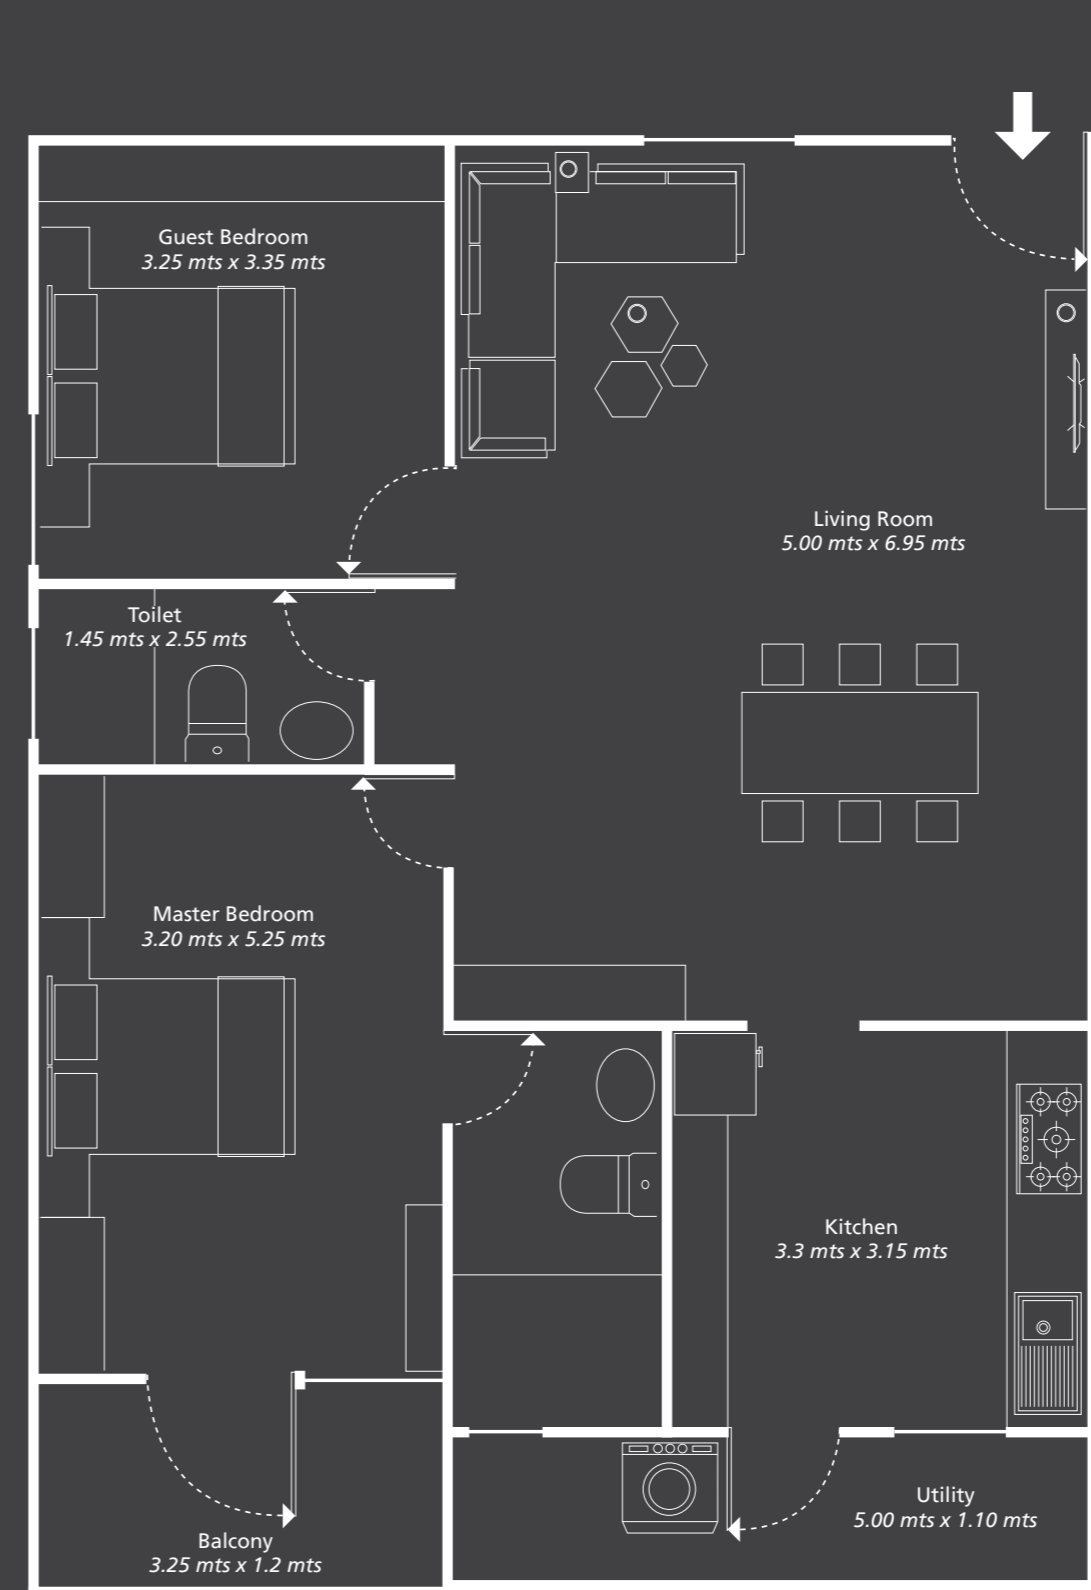 Guest Bedroom
3.25 mts x 3.35 mts
Living Room
5.00 mts x 6.95 mts
Toilet
1.45 mts x 2.55 mts
Master Bedroom
3.20 mts x 5.25 mts
Kitchen
3.3 mts x 3.15 mts
Utility
5.00 mts x 1.10 mts
Balcony
3.25 mts x 1.2 mts